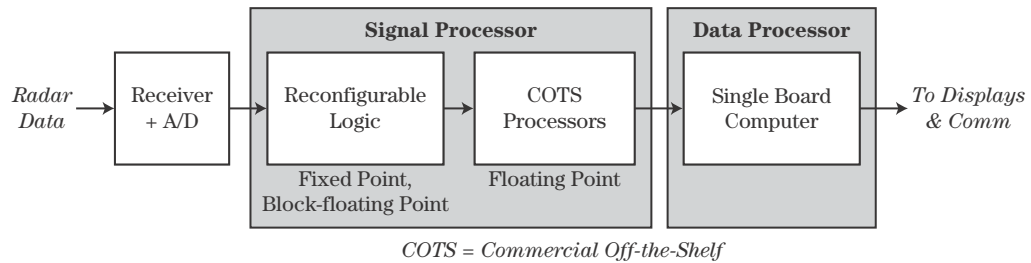 Signal Processor
Data Processor
Radar
Data
Receiver
+ A/D
Reconfigurable
Logic
COTS
Processors
Single Board
Computer
To Displays
& Comm
Fixed Point,
Block-floating Point
Floating Point
COTS = Commercial Off-the-Shelf